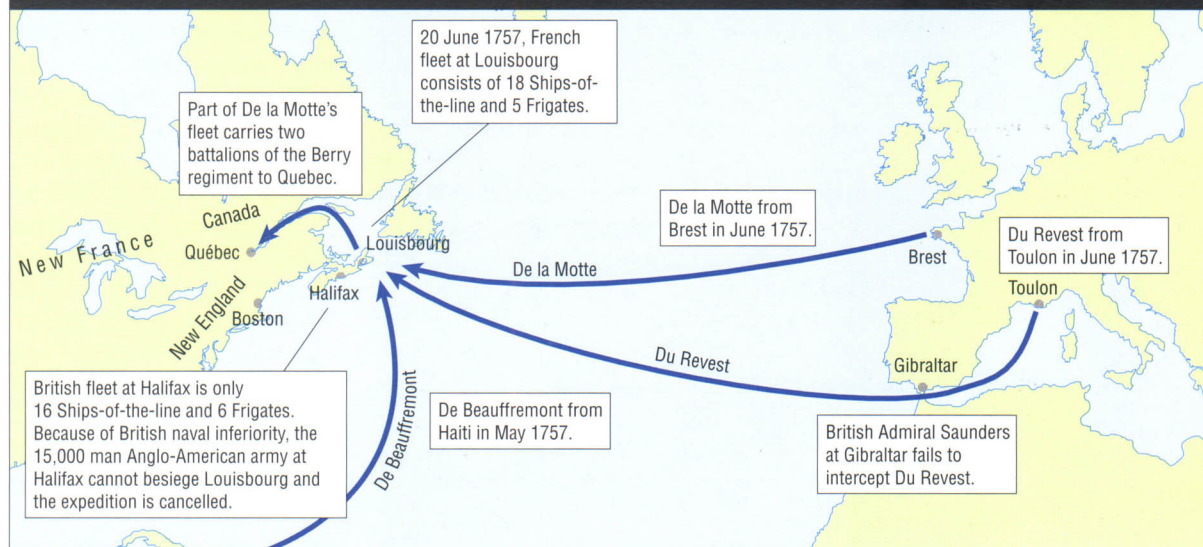 20 June 1757, French
fleet at Louisbourg
consists of 18 Ships-of-
the-line and 5 Frigates.
Part of De la Motte's
fleet carries two
battalions of the Berry
regiment to Quebec.
De la Motte from
Brest in June 1757.
Du Revest from
Toulon in June 1757.
Canada
New France
Québec
Louisbourg
Halifax
New England
Boston
De la Motte
Brest
Toulon
Du Revest
Gibraltar
De Beauffremont
British fleet at Halifax is only
16 Ships-of-the-line and 6 Frigates.
Because of British naval inferiority, the
15,000 man Anglo-American army at
Halifax cannot besiege Louisbourg and
the expedition is cancelled.
De Beauffremont from
Haiti in May 1757.
British Admiral Saunders
at Gibraltar fails to
intercept Du Revest.